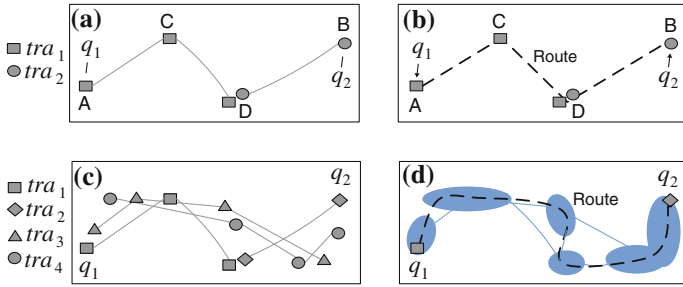 (a)
C
B
tra₁
tra₂
q₁
A
D
q₂
(b)
C
B
q₁
Route
A
D
q₂
(c)
tra₁
tra₂
tra₃
tra₄
q₁
q₂
(d)
Route
q₂
q₁